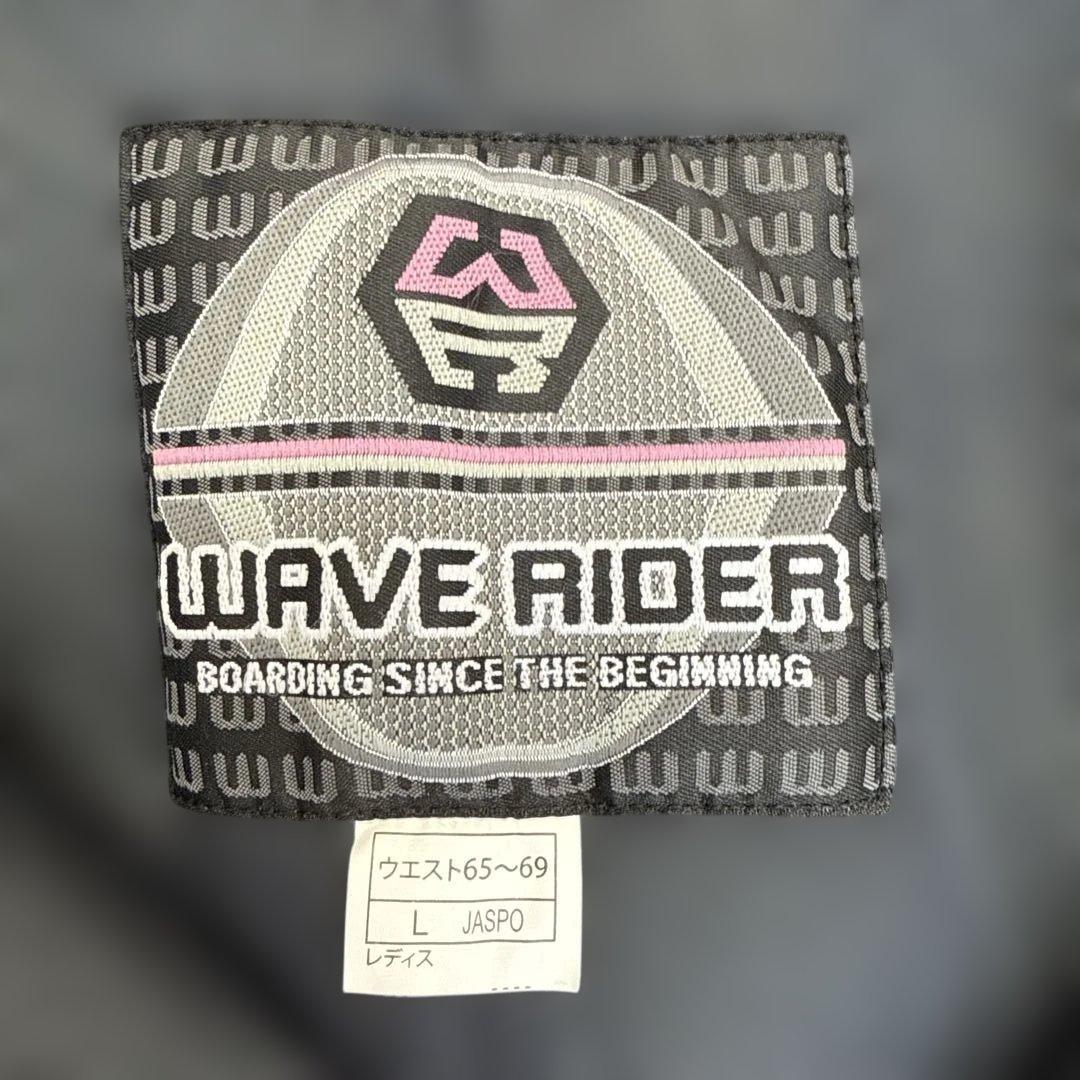 WAVE RIDER
BOARDING SINCE THE BEGINNING
ウエスト65～69
L JASPO
レディス